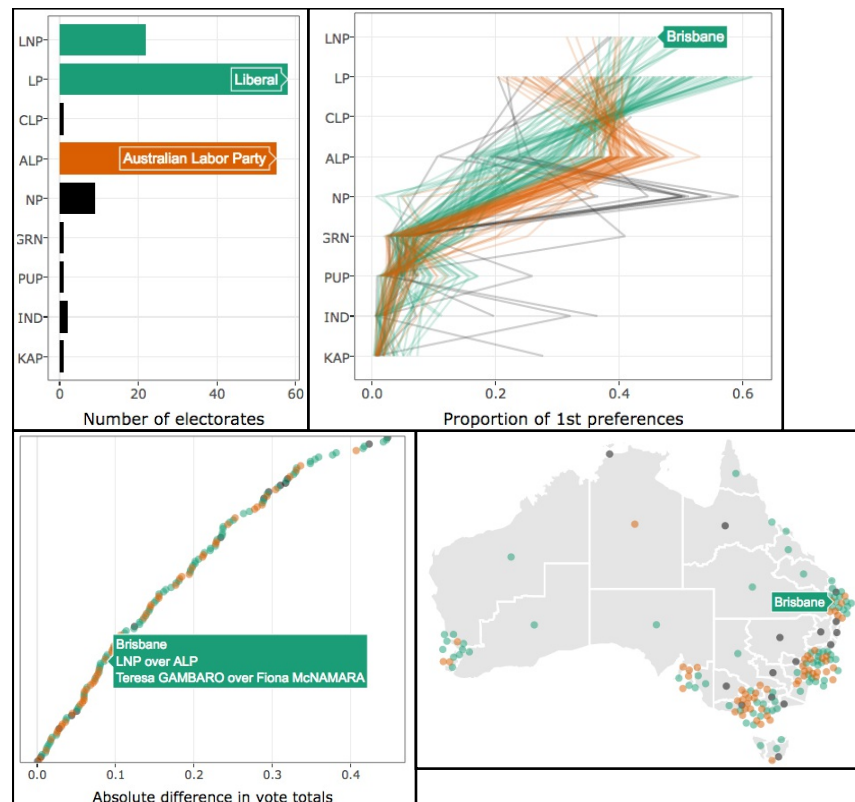 LNP
LP
CLP
ALP
NP
GRN
PUP
IND
KAP
Liberal
Australian Labor Party
0
20
40
60
Number of electorates
LNP
LP
CLP
ALP
NP
GRN
PUP
IND
KAP
Brisbane
0.0
0.2
0.4
0.6
Proportion of 1st preferences
Brisbane
LNP over ALP
Teresa GAMBARO over Fiona McNAMARA
0.0
0.1
0.2
0.3
0.4
Absolute difference in vote totals
Brisbane